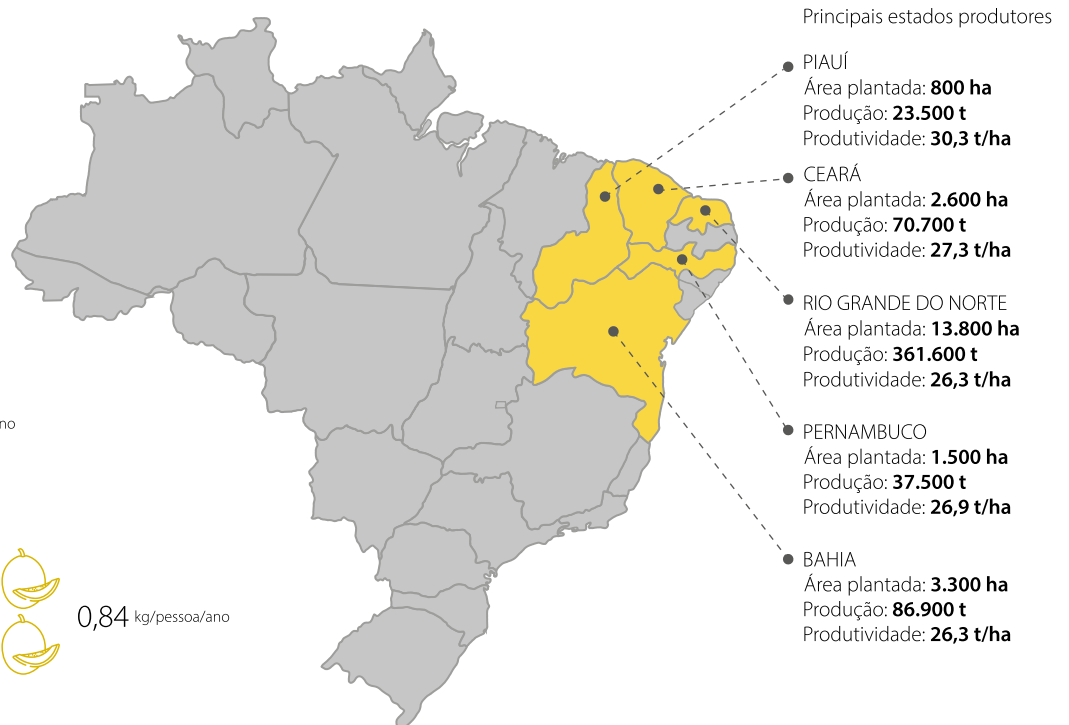 Principais estados produtores
PIAUÍ
Área plantada: 800 ha
Produção: 23.500 t
Produtividade: 30,3 t/ha
CEARÁ
Área plantada: 2.600 ha
Produção: 70.700 t
Produtividade: 27,3 t/ha
RIO GRANDE DO NORTE
Área plantada: 13.800 ha
Produção: 361.600 t
Produtividade: 26,3 t/ha
PERNAMBUCO
Área plantada: 1.500 ha
Produção: 37.500 t
Produtividade: 26,9 t/ha
BAHIA
Área plantada: 3.300 ha
Produção: 86.900 t
Produtividade: 26,3 t/ha
no
0,84 kg/pessoa/ano